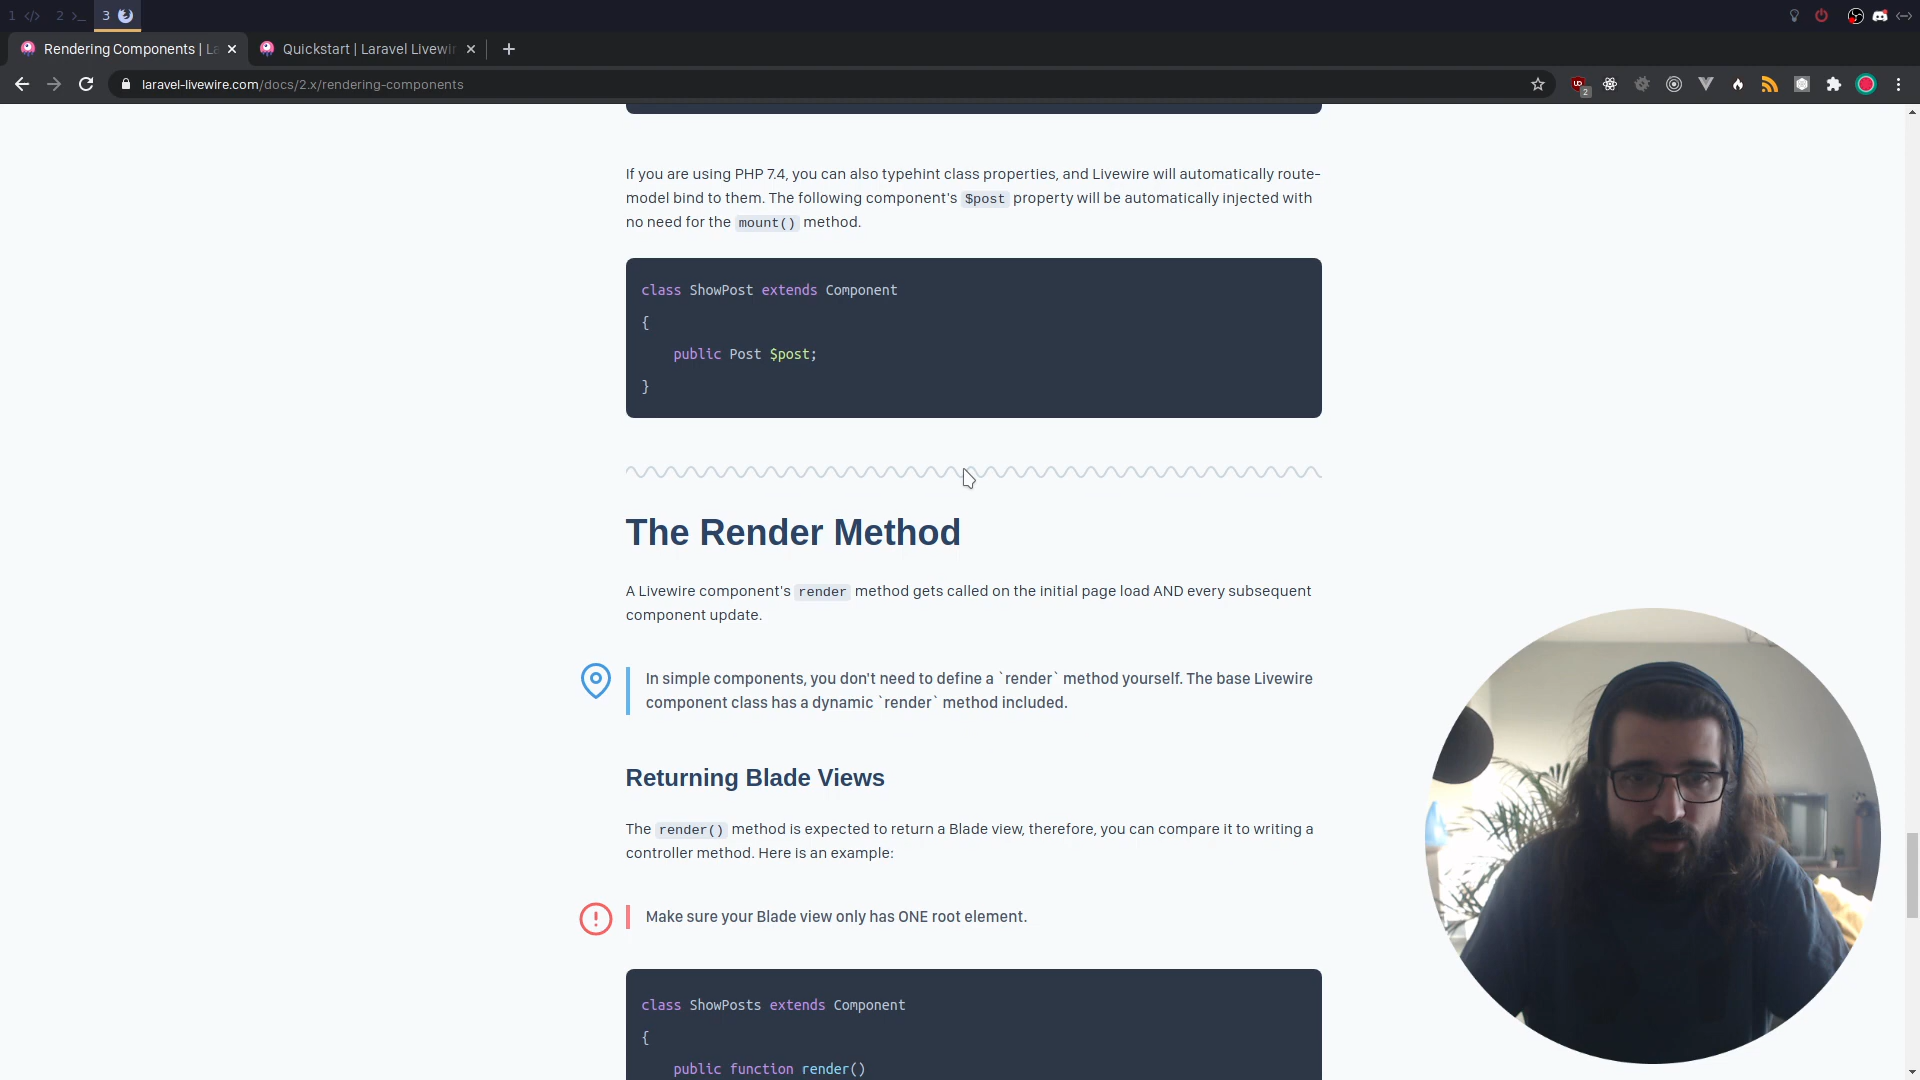 1 </> 2 >_ 3
Rendering Components | La
Quickstart | Laravel Livewir
laravel-livewire.com/docs/2.x/rendering-components
2
If you are using PHP 7.4, you can also typehint class properties, and Livewire will automatically route-
model bind to them. The following component's $post property will be automatically injected with
no need for the mount() method.
class ShowPost extends Component
{
public Post $post;
}
The Render Method
A Livewire component's render method gets called on the initial page load AND every subsequent
component update.
In simple components, you don't need to define a `render` method yourself. The base Livewire
component class has a dynamic `render` method included.
Returning Blade Views
The render() method is expected to return a Blade view, therefore, you can compare it to writing a
controller method. Here is an example:
Make sure your Blade view only has ONE root element.
class ShowPosts extends Component
{
public function render()